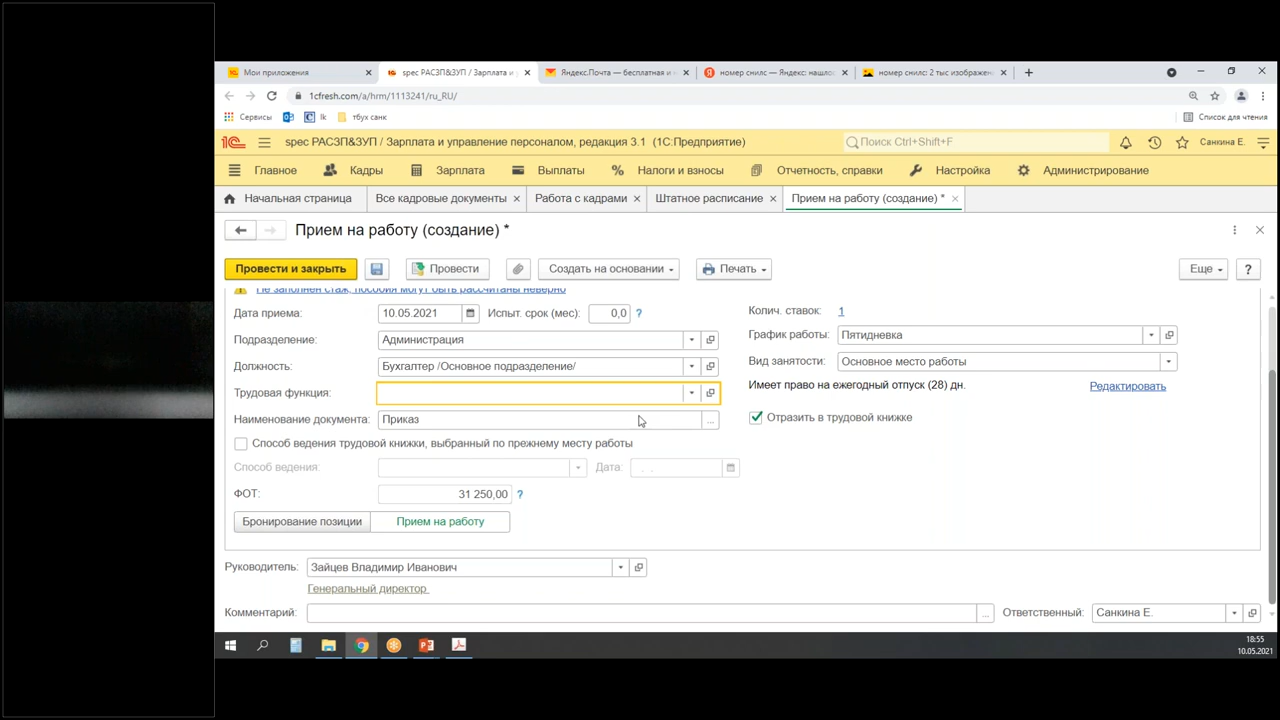 Мои приложения
spec РАСЗП&ЗУП / Зарплата и
Яндекс.Почта — бесплатная и
номер снилс — Яндекс: нашлос
номер снилс: 2 тыс изображен
1cfresh.com/a/hrm/1113241/ru_RU/
Сервисы lk тбух санк Список для чтения
spec РАСЗП&ЗУП / Зарплата и управление персоналом, редакция 3.1 (1С:Предприятие) Поиск Ctrl+Shift+F Санкина Е.
Главное Кадры Зарплата Выплаты Налоги и взносы Отчетность, справки Настройка Администрирование
Начальная страница Все кадровые документы Работа с кадрами Штатное расписание Прием на работу (создание) *
Прием на работу (создание) *
Провести и закрыть Провести Создать на основании Печать Еще ?
Не заполнен стаж, пособия могут быть рассчитаны неверно
Дата приема: 10.05.2021 Испыт. срок (мес): 0,0 ? Колич. ставок: 1
График работы: Пятидневка
Подразделение: Администрация
Вид занятости: Основное место работы
Должность: Бухгалтер /Основное подразделение/
Имеет право на ежегодный отпуск (28) дн. Редактировать
Трудовая функция:
Наименование документа: Приказ ... Отразить в трудовой книжке
Способ ведения трудовой книжки, выбранный по прежнему месту работы
Способ ведения: Дата: . .
ФОТ: 31 250,00 ?
Бронирование позиции Прием на работу
Руководитель: Зайцев Владимир Иванович
Генеральный директор
Комментарий: ... Ответственный: Санкина Е.
18:55
10.05.2021